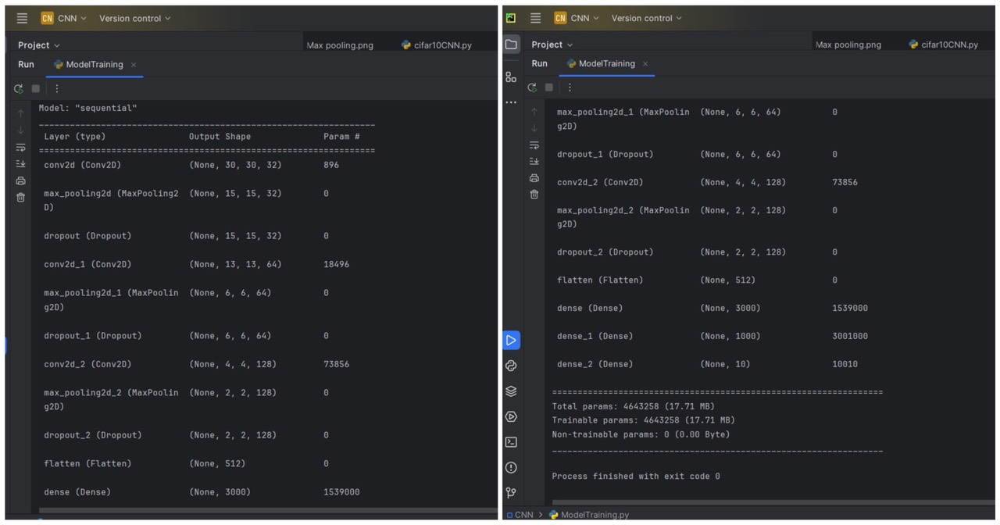 CN CNN Version control
Project Max pooling.png cifar10CNN.py
Run ModelTraining ×
Model: "sequential"
_________________________________________________________________
Layer (type) Output Shape Param #
=================================================================
conv2d (Conv2D) (None, 30, 30, 32) 896
max_pooling2d (MaxPooling2 (None, 15, 15, 32) 0
D)
dropout (Dropout) (None, 15, 15, 32) 0
conv2d_1 (Conv2D) (None, 13, 13, 64) 18496
max_pooling2d_1 (MaxPoolin (None, 6, 6, 64) 0
g2D)
dropout_1 (Dropout) (None, 6, 6, 64) 0
conv2d_2 (Conv2D) (None, 4, 4, 128) 73856
max_pooling2d_2 (MaxPoolin (None, 2, 2, 128) 0
g2D)
dropout_2 (Dropout) (None, 2, 2, 128) 0
flatten (Flatten) (None, 512) 0
dense (Dense) (None, 3000) 1539000
PC CN CNN Version control
Project Max pooling.png cifar10CNN.py
Run ModelTraining ×
max_pooling2d_1 (MaxPoolin (None, 6, 6, 64) 0
g2D)
dropout_1 (Dropout) (None, 6, 6, 64) 0
conv2d_2 (Conv2D) (None, 4, 4, 128) 73856
max_pooling2d_2 (MaxPoolin (None, 2, 2, 128) 0
g2D)
dropout_2 (Dropout) (None, 2, 2, 128) 0
flatten (Flatten) (None, 512) 0
dense (Dense) (None, 3000) 1539000
dense_1 (Dense) (None, 1000) 3001000
dense_2 (Dense) (None, 10) 10010
=================================================================
Total params: 4643258 (17.71 MB)
Trainable params: 4643258 (17.71 MB)
Non-trainable params: 0 (0.00 Byte)
_________________________________________________________________
Process finished with exit code 0
CNN > ModelTraining.py